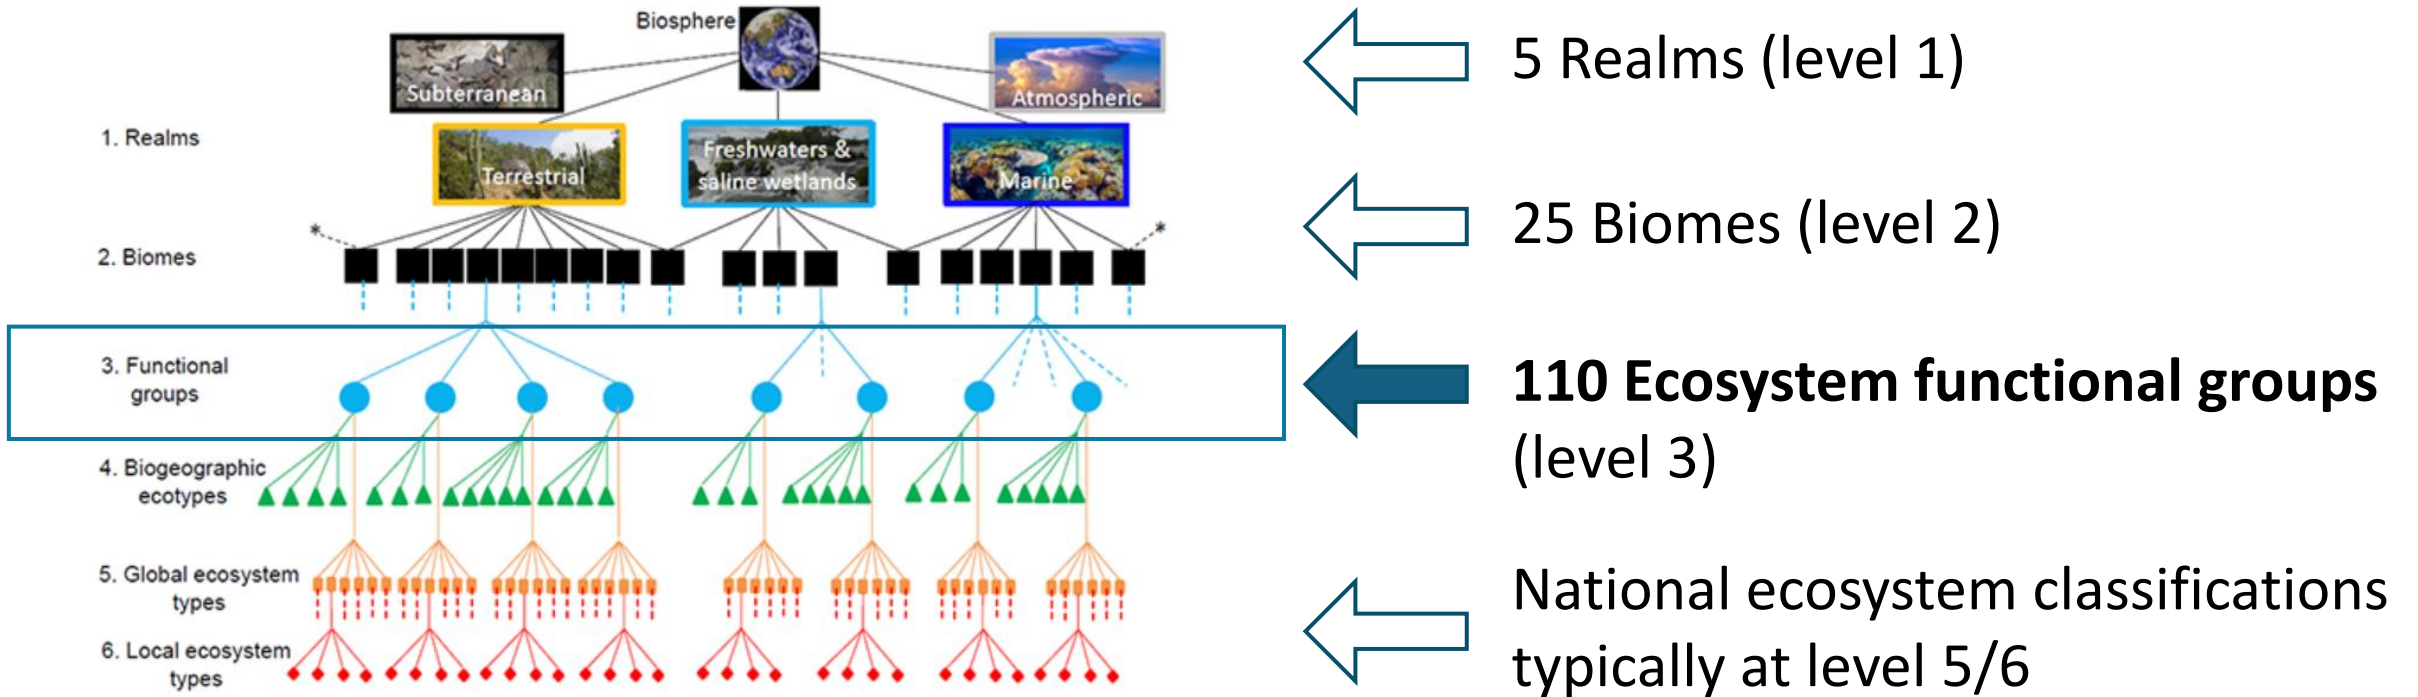 Biosphere
Subterranean
Atmospheric
1. Realms
Terrestrial
Freshwaters &
saline wetlands
Marine
*
*
2. Biomes
3. Functional
groups
4. Biogeographic
ecotypes
5. Global ecosystem
types
6. Local ecosystem
types
5 Realms (level 1)
25 Biomes (level 2)
110 Ecosystem functional groups
(level 3)
National ecosystem classifications
typically at level 5/6